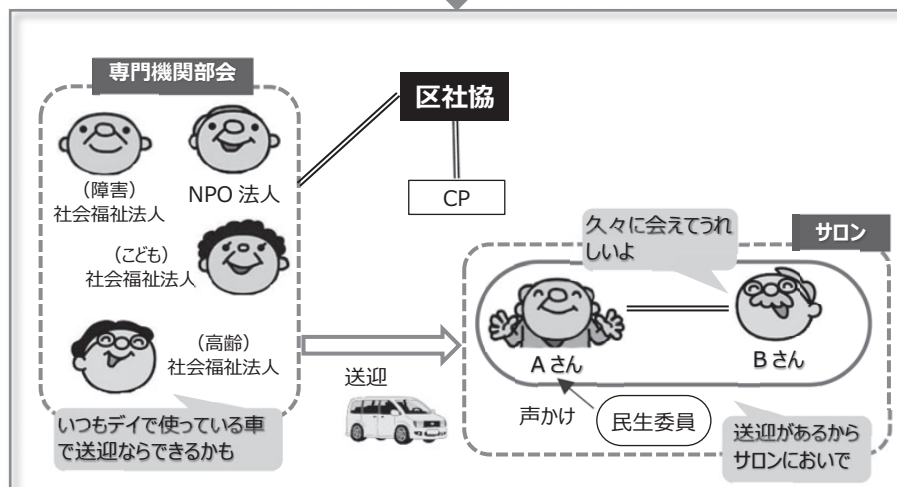 専門機関部会
区社協
(障害)
社会福祉法人
NPO 法人
CP
(こども)
社会福祉法人
久々に会えてうれ
しいよ
サロン
(高齢)
社会福祉法人
送迎
A さん
B さん
声かけ
民生委員
いつもデイで使っている車
で送迎ならできるかも
送迎があるから
サロンにおいで